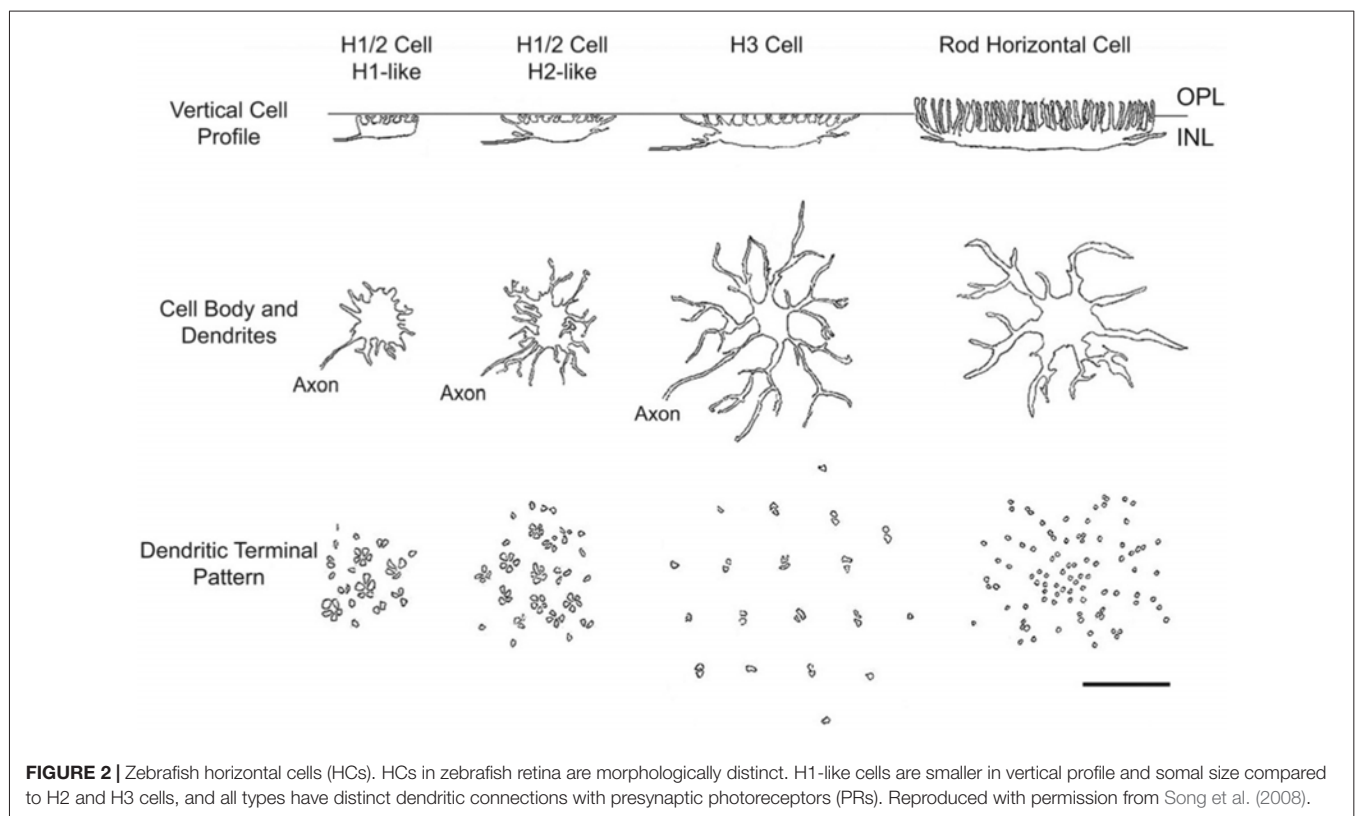 H1/2 Cell
H1-like
H1/2 Cell
H2-like
H3 Cell
Rod Horizontal Cell
Vertical Cell
Profile
OPL
INL
Cell Body and
Dendrites
Axon
Axon
Axon
Dendritic Terminal
Pattern
FIGURE 2 | Zebrafish horizontal cells (HCs). HCs in zebrafish retina are morphologically distinct. H1-like cells are smaller in vertical profile and somal size compared
to H2 and H3 cells, and all types have distinct dendritic connections with presynaptic photoreceptors (PRs). Reproduced with permission from Song et al. (2008).